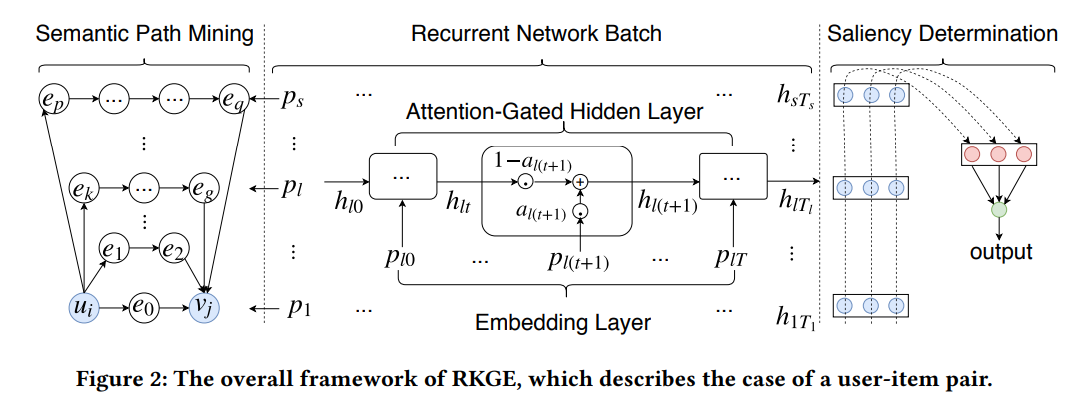 Semantic Path Mining Recurrent Network Batch Saliency Determination
e_p ... ... e_q p_s ... ... h_{sT_s}
Attention-Gated Hidden Layer
⋮ ⋮ ⋮
1−a_{l(t+1)}
e_k ... e_g p_l h_{l0} ... h_{lt} a_{l(t+1)} h_{l(t+1)} ... h_{lT_l}
⋮
e_1 e_2 ⋮ p_{l0} ... p_{l(t+1)} ... p_{lT} ⋮ output
u_i e_0 v_j p_1 ... ... h_{1T_1}
Embedding Layer
Figure 2: The overall framework of RKGE, which describes the case of a user-item pair.